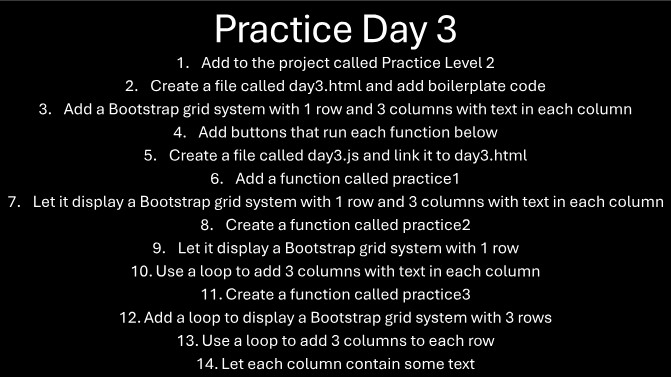 Practice Day 3
1. Add to the project called Practice Level 2
2. Create a file called day3.html and add boilerplate code
3. Add a Bootstrap grid system with 1 row and 3 columns with text in each column
4. Add buttons that run each function below
5. Create a file called day3.js and link it to day3.html
6. Add a function called practice1
7. Let it display a Bootstrap grid system with 1 row and 3 columns with text in each column
8. Create a function called practice2
9. Let it display a Bootstrap grid system with 1 row
10. Use a loop to add 3 columns with text in each column
11. Create a function called practice3
12. Add a loop to display a Bootstrap grid system with 3 rows
13. Use a loop to add 3 columns to each row
14. Let each column contain some text